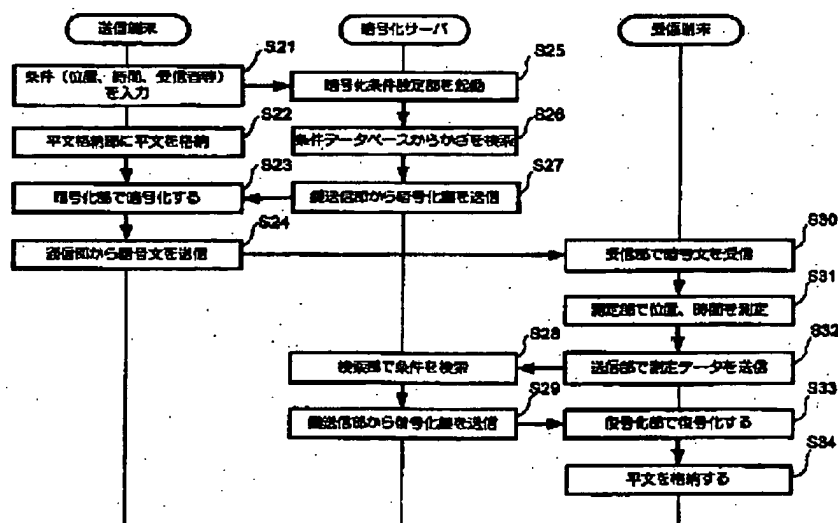 送信端末
暗号化サーバ
受信端末
S21
条件（位置、時間、受信者等）
を入力
S25
暗号化条件設定部を起動
S22
平文格納部に平文を格納
S26
条件データベースからかぎを検索
S23
暗号化部で暗号化する
S27
鍵送信部から暗号化鍵を送信
S24
送信部から暗号文を送信
S30
受信部で暗号文を受信
S31
測定部で位置、時間を測定
S28
検索部で条件を検索
S32
送信部で測定データを送信
S29
鍵送信部から復号化鍵を送信
S33
復号化部で復号化する
S34
平文を格納する